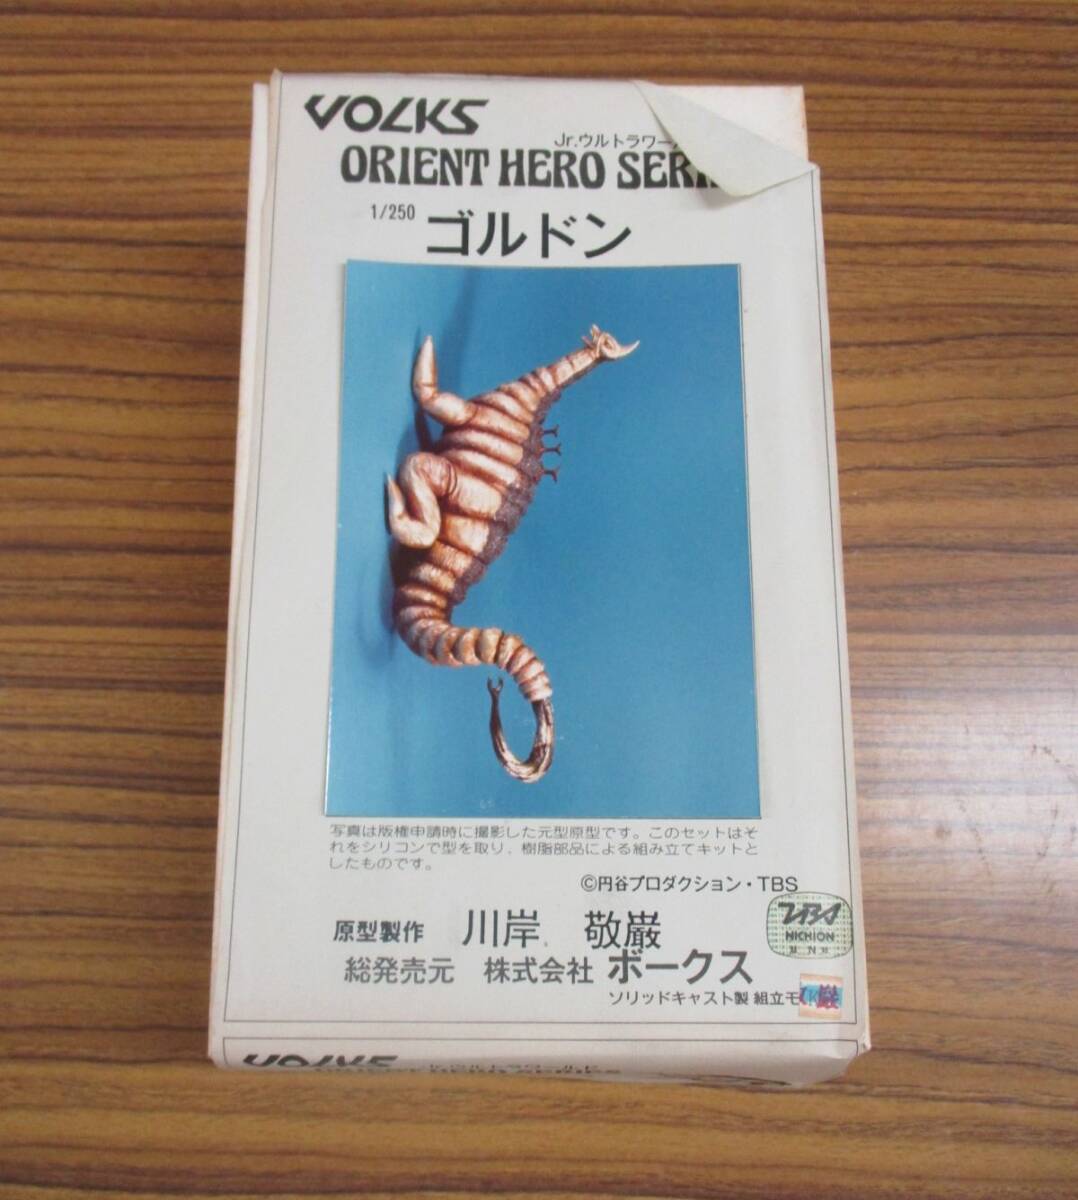 VOLKS
Jr.ウルトラワー
ORIENT HERO SERI
1/250 ゴルドン
写真は版権申請時に撮影した元型原型です。このセットはそ
れをシリコンで型を取り、樹脂部品による組み立てキットと
したものです。
©円谷プロダクション・TBS
原型製作 川岸 敬厳
総発売元 株式会社 ボークス
ソリッドキャスト製 組立モ
NICHION
VOLKS